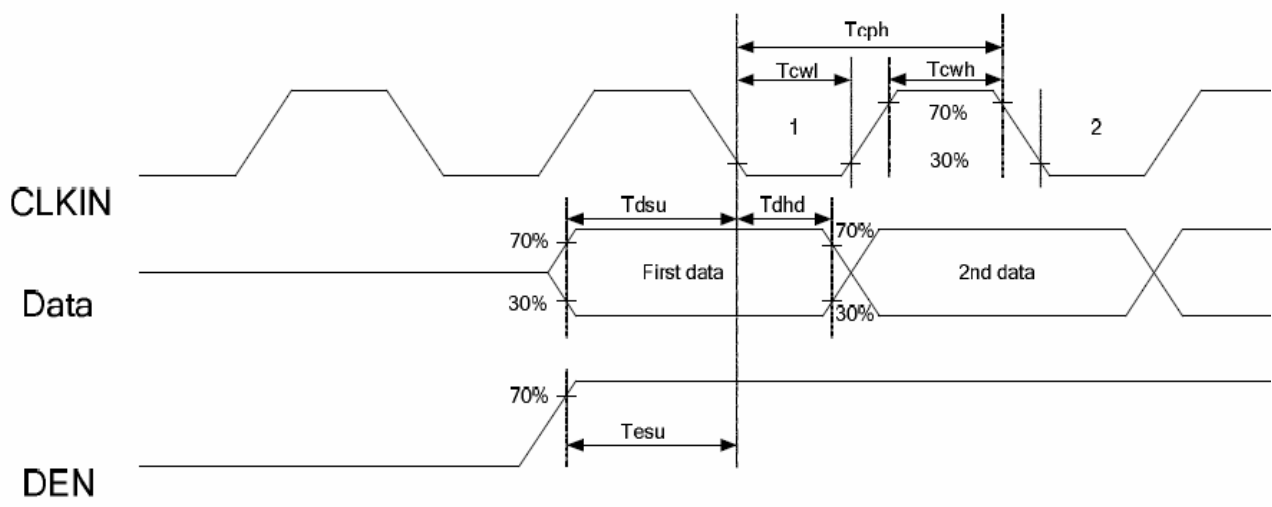 Tcph
Tcwl
Tcwh
1
70%
2
30%
CLKIN
Tdsu
Tdhd
70%
70%
First data
2nd data
Data
30%
30%
70%
Tesu
DEN